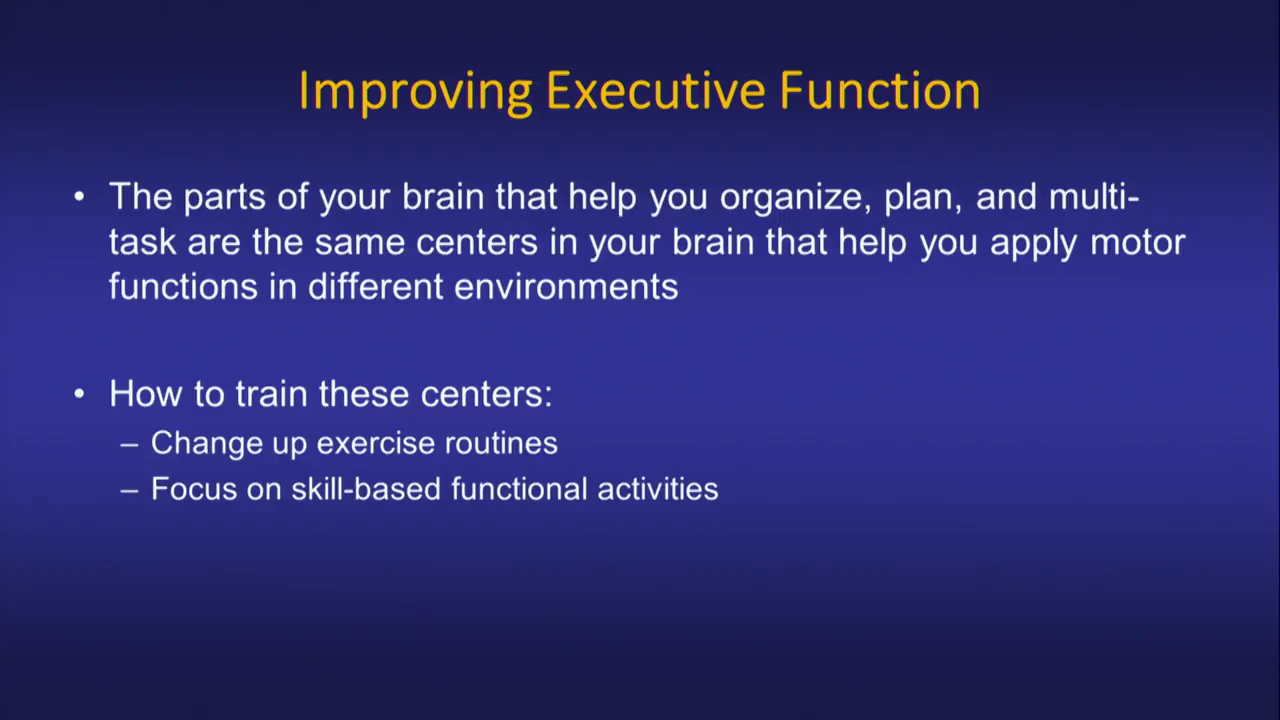 Improving Executive Function
• The parts of your brain that help you organize, plan, and multi-
task are the same centers in your brain that help you apply motor
functions in different environments
• How to train these centers:
– Change up exercise routines
– Focus on skill-based functional activities